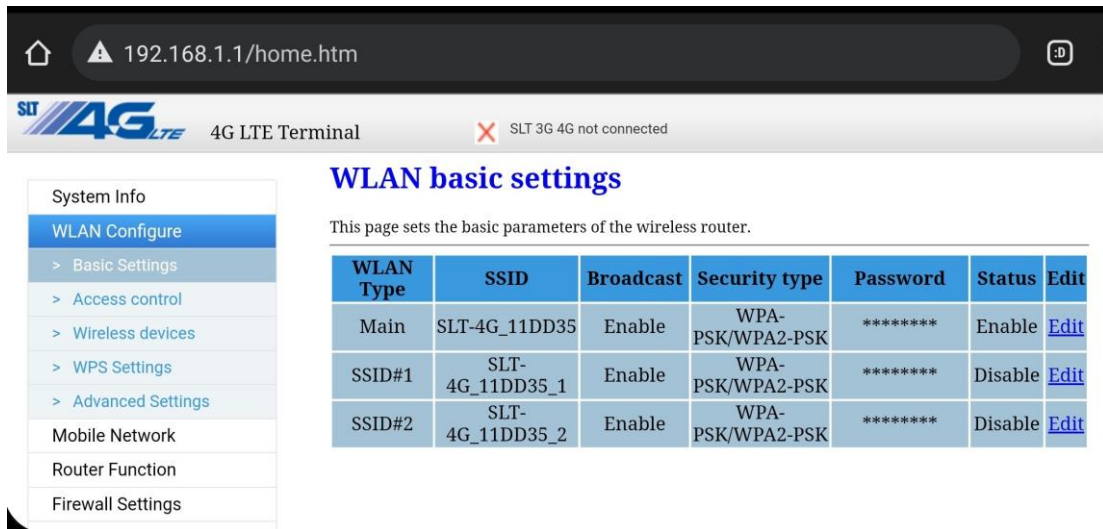 192.168.1.1/home.htm
:D
SLT 4G LTE 4G LTE Terminal SLT 3G 4G not connected
System Info
WLAN Configure
> Basic Settings
> Access control
> Wireless devices
> WPS Settings
> Advanced Settings
Mobile Network
Router Function
Firewall Settings
WLAN basic settings
This page sets the basic parameters of the wireless router.
WLAN Type SSID Broadcast Security type Password Status Edit
Main SLT-4G_11DD35 Enable WPA-PSK/WPA2-PSK ******** Enable Edit
SSID#1 SLT-4G_11DD35_1 Enable WPA-PSK/WPA2-PSK ******** Disable Edit
SSID#2 SLT-4G_11DD35_2 Enable WPA-PSK/WPA2-PSK ******** Disable Edit